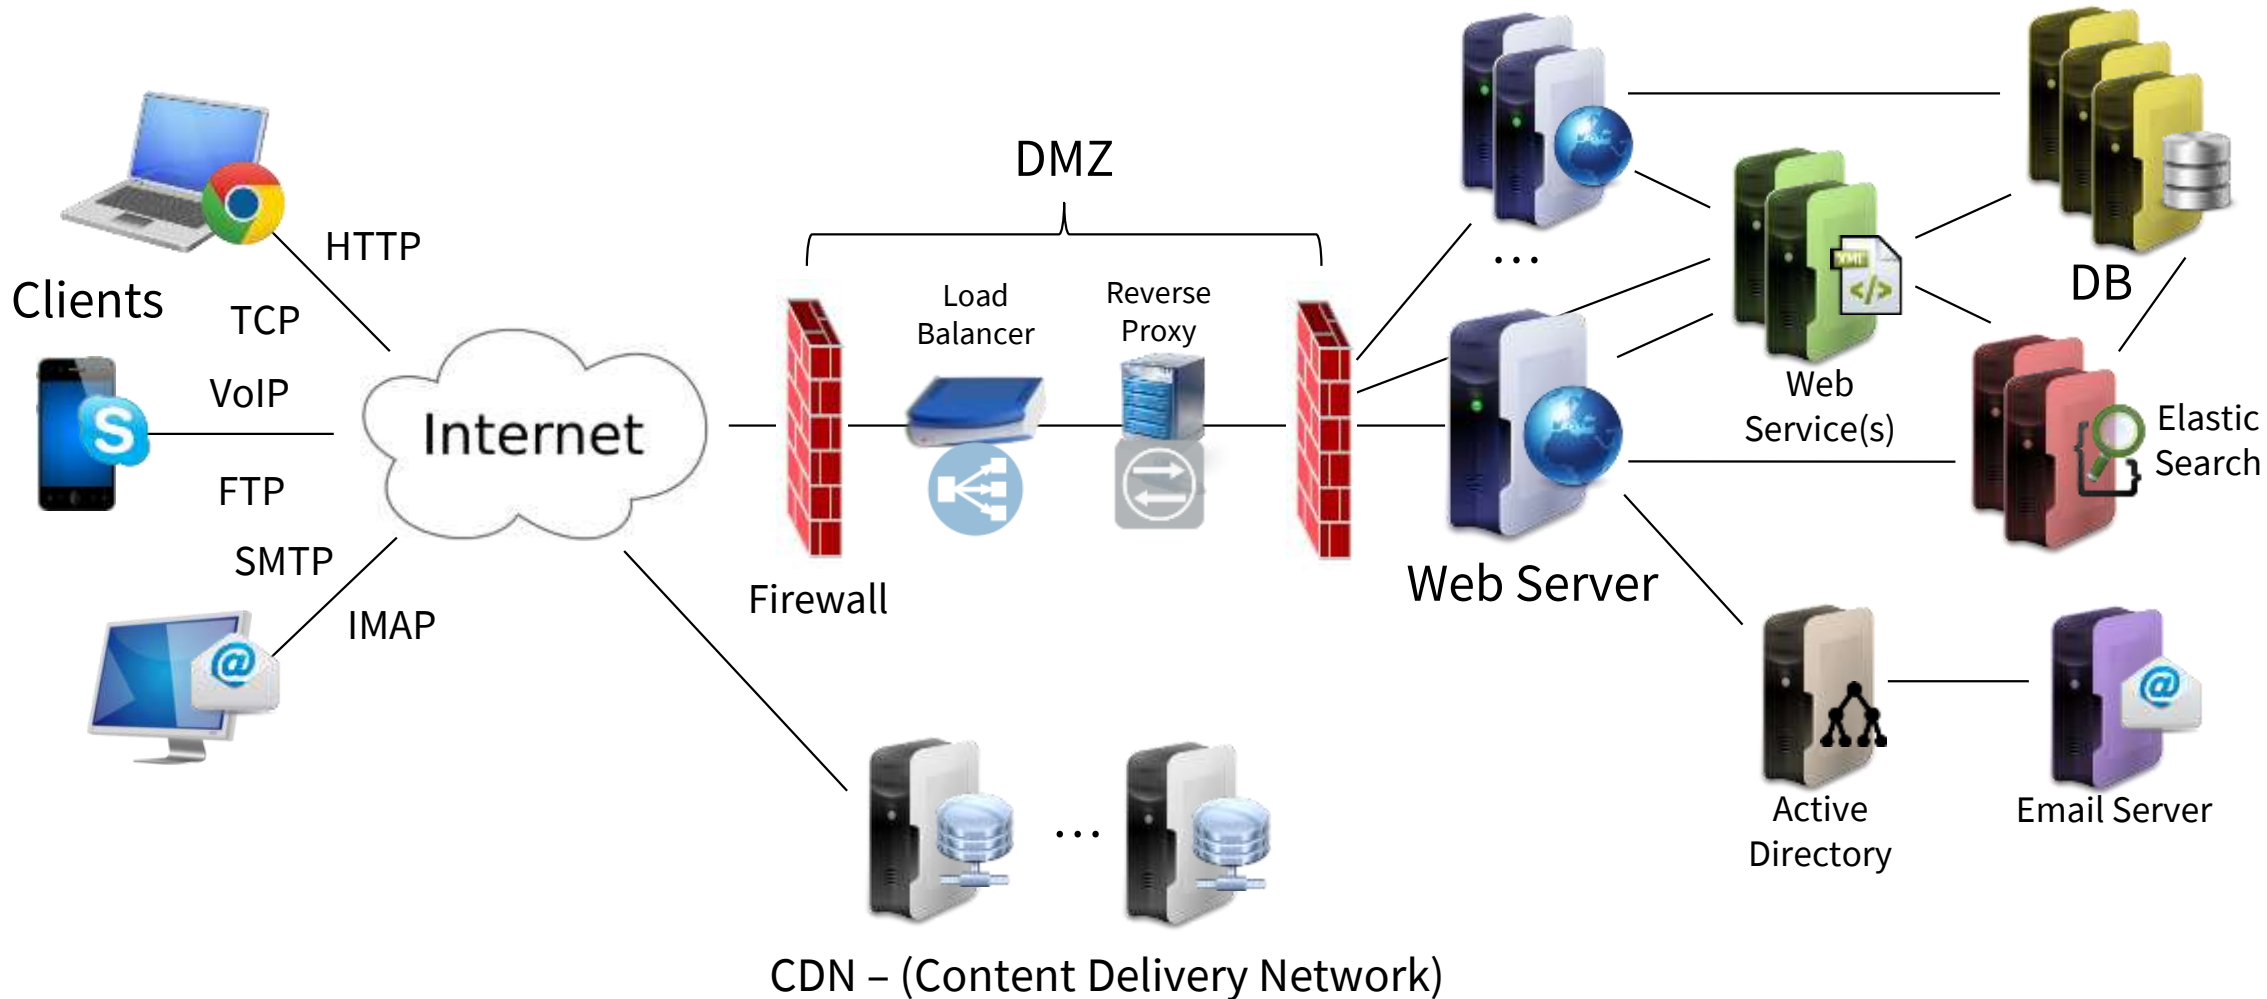 DMZ
HTTP
Clients
TCP
VoIP
FTP
SMTP
IMAP
Internet
Load
Balancer
Reverse
Proxy
Firewall
...
Web Server
XML
</>
Web
Service(s)
DB
Elastic
Search
Active
Directory
Email Server
...
CDN – (Content Delivery Network)